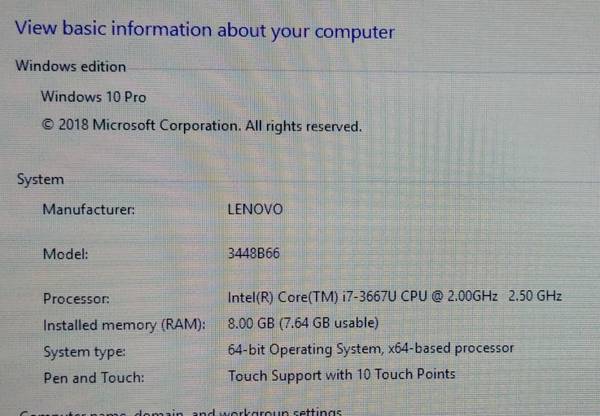 View basic information about your computer
Windows edition
Windows 10 Pro
© 2018 Microsoft Corporation. All rights reserved.
System
Manufacturer: LENOVO
Model: 3448B66
Processor: Intel(R) Core(TM) i7-3667U CPU @ 2.00GHz 2.50 GHz
Installed memory (RAM): 8.00 GB (7.64 GB usable)
System type: 64-bit Operating System, x64-based processor
Pen and Touch: Touch Support with 10 Touch Points
Computer name, domain, and workgroup settings